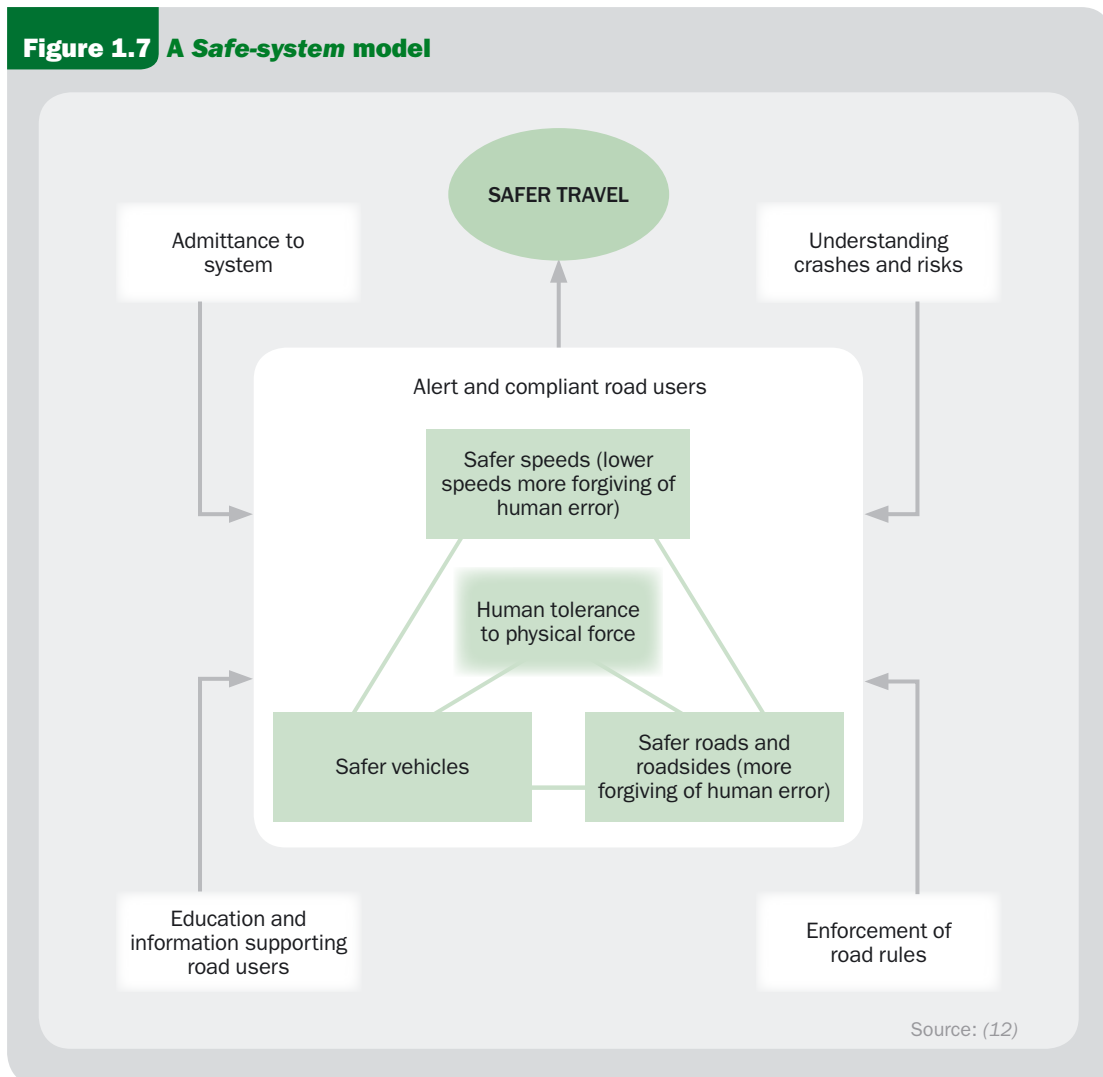 Figure 1.7 A Safe-system model
SAFER TRAVEL
Admittance to
system
Understanding
crashes and risks
Alert and compliant road users
Safer speeds (lower
speeds more forgiving of
human error)
Human tolerance
to physical force
Safer vehicles
Safer roads and
roadsides (more
forgiving of human error)
Education and
information supporting
road users
Enforcement of
road rules
Source: (12)